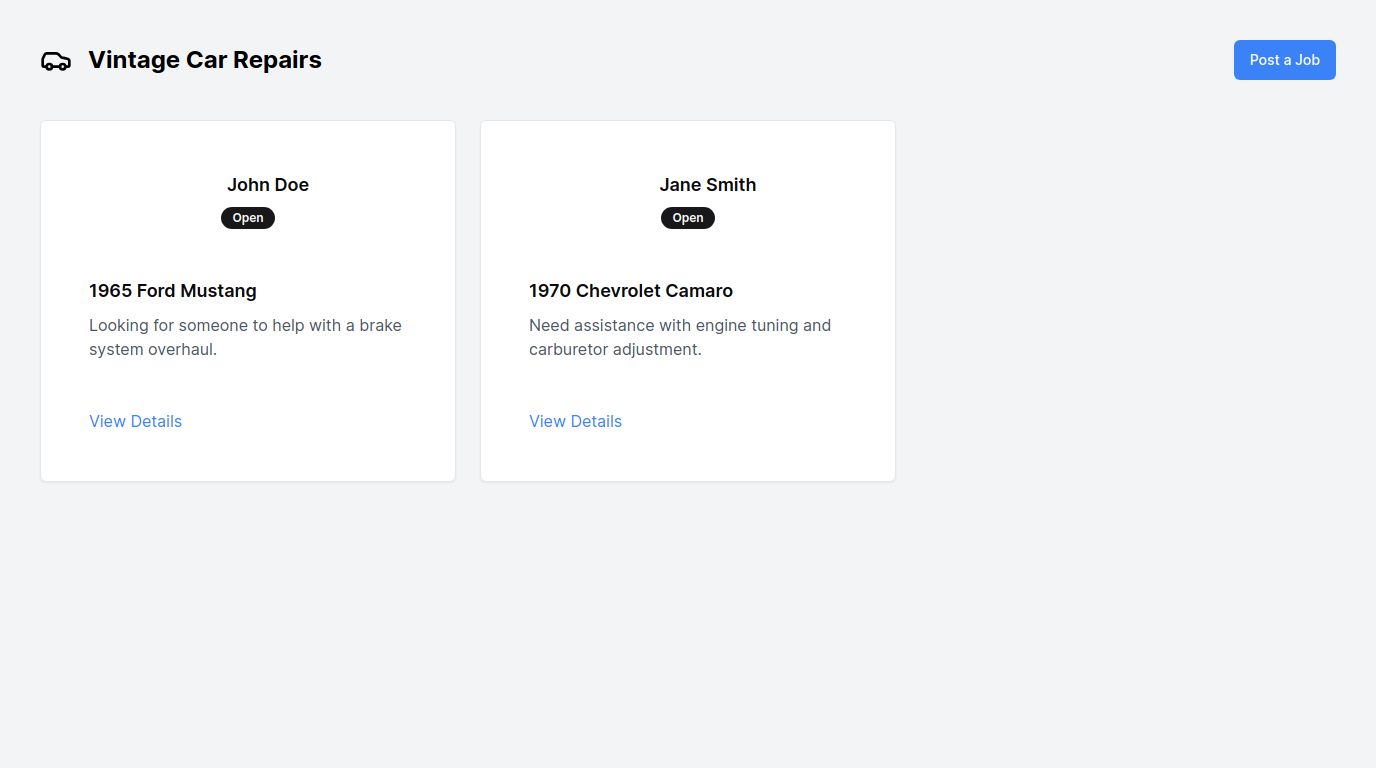 Vintage Car Repairs
Post a Job
John Doe
Open
1965 Ford Mustang
Looking for someone to help with a brake
system overhaul.
View Details
Jane Smith
Open
1970 Chevrolet Camaro
Need assistance with engine tuning and
carburetor adjustment.
View Details